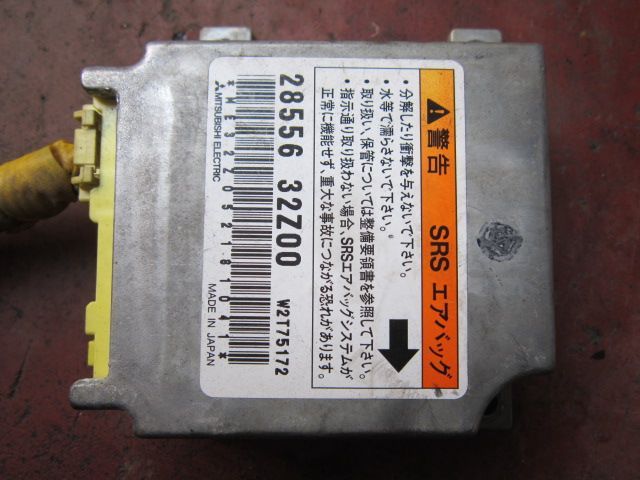 ⚠警告 SRS エアバッグ
・分解したり衝撃を与えないで下さい。
・水等で濡らさないで下さい。
・取り扱い、保管については整備要領書を参照して下さい。
・指示通り取り扱わない場合、SRSエアバッグシステムが
正常に機能せず、重大な事故につながる恐れがあります。
28556 32Z00 W2T75172
*WE32Z052181041*
MITSUBISHI ELECTRIC MADE IN JAPAN